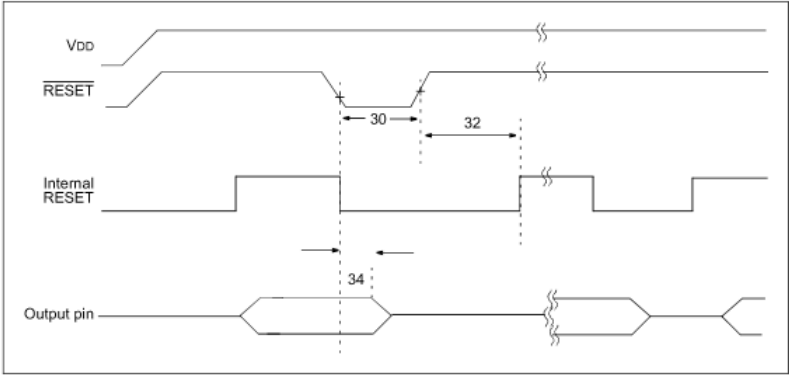 VDD
RESET
30
32
Internal
RESET
34
Output pin